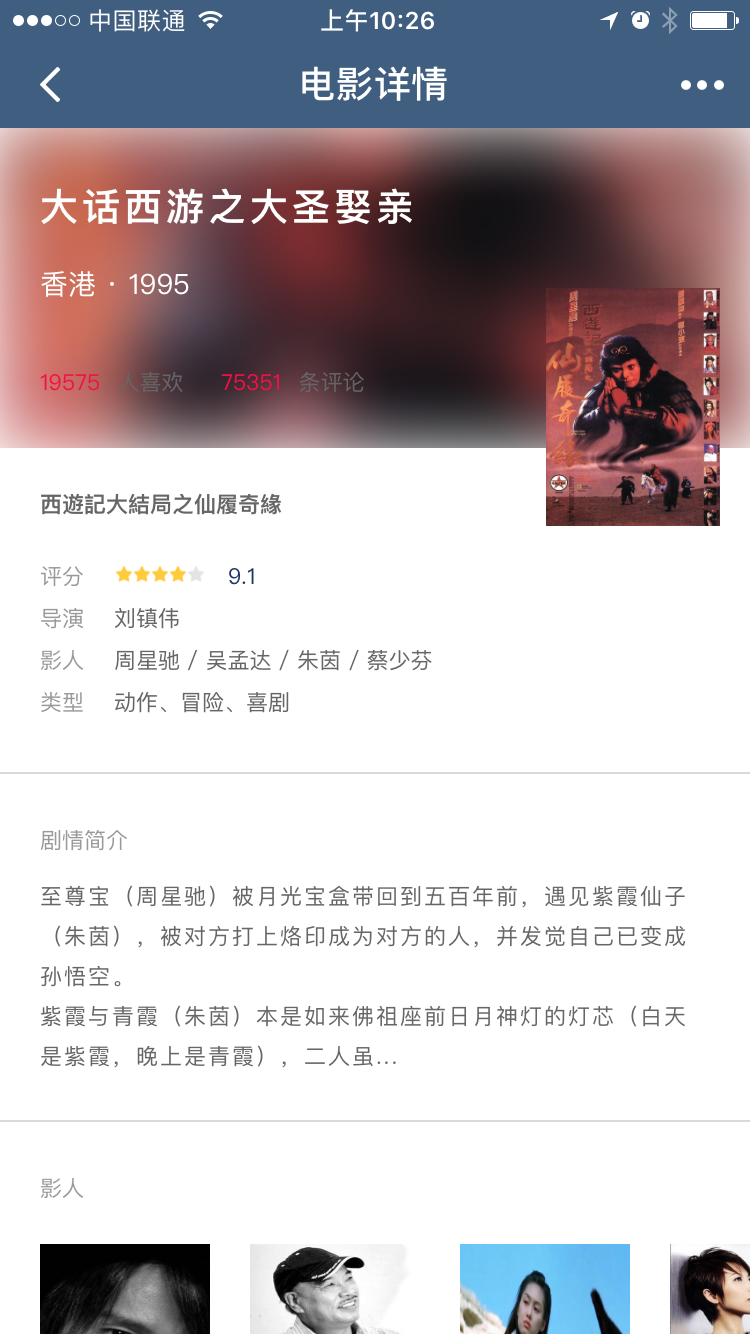 中国联通
上午10:26
电影详情
大话西游之大圣娶亲
香港 · 1995
19575 人喜欢 75351 条评论
西遊記大結局之仙履奇緣
评分 9.1
导演 刘镇伟
影人 周星驰 / 吴孟达 / 朱茵 / 蔡少芬
类型 动作、冒险、喜剧
剧情简介
至尊宝（周星驰）被月光宝盒带回到五百年前，遇见紫霞仙子
（朱茵），被对方打上烙印成为对方的人，并发觉自己已变成
孙悟空。
紫霞与青霞（朱茵）本是如来佛祖座前日月神灯的灯芯（白天
是紫霞，晚上是青霞），二人虽...
影人